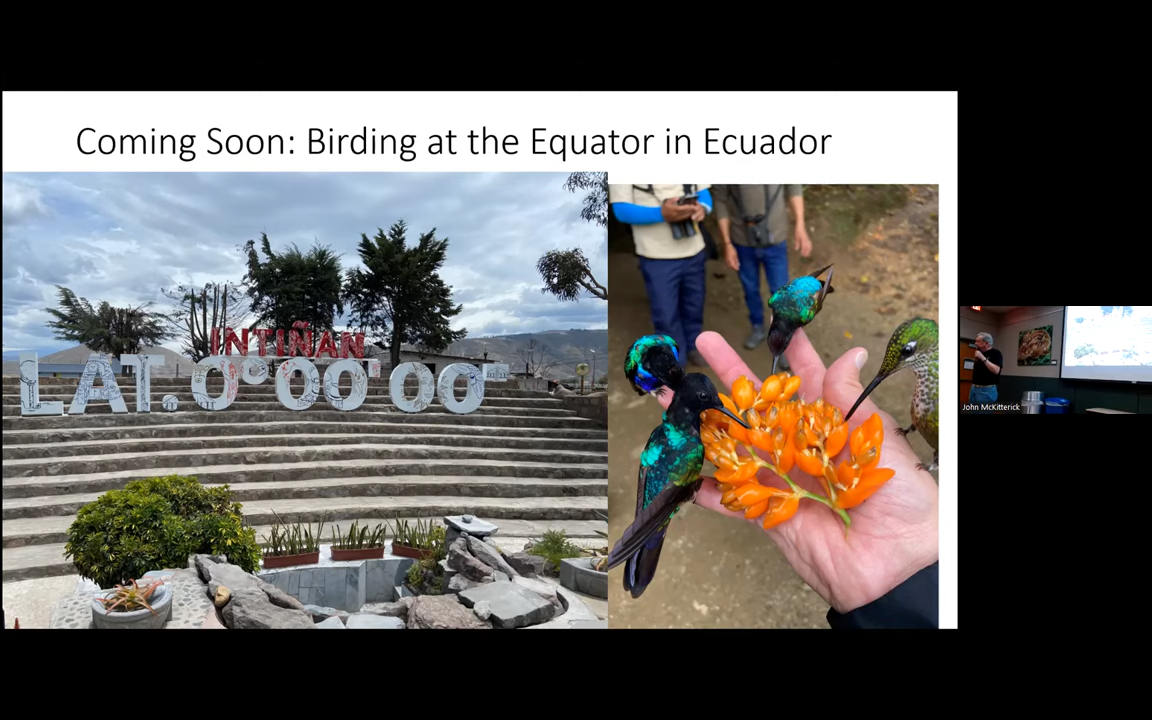 Coming Soon: Birding at the Equator in Ecuador
INTIÑAN
LAT. 0°00'00"
John McKitterick